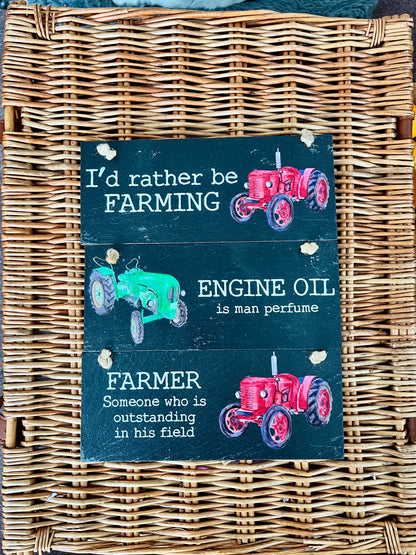 I'd rather be
FARMING
ENGINE OIL
is man perfume
FARMER
Someone who is
outstanding
in his field